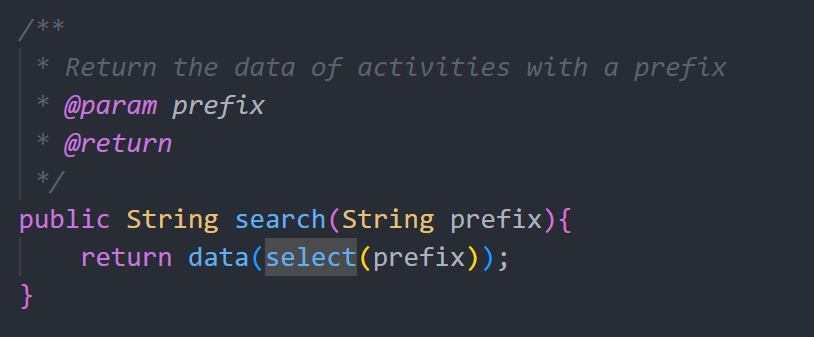 /**
 * Return the data of activities with a prefix
 * @param prefix
 * @return
 */
public String search(String prefix){
    return data(select(prefix));
}